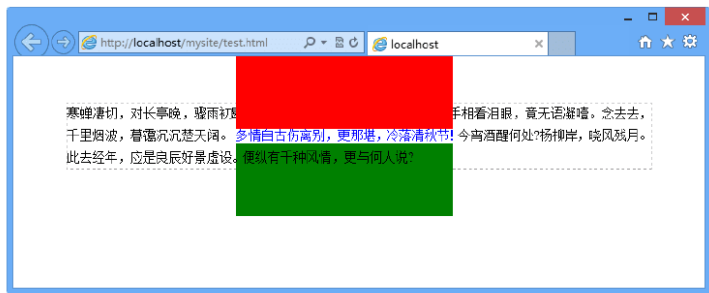 http://localhost/mysite/test.html
localhost
寒蝉凄切，对长亭晚，骤雨初
手相看泪眼，竟无语凝噎。念去去，
千里烟波，暮霭沉沉楚天阔。多情自古伤离别，更那堪，冷落清秋节！今宵酒醒何处?杨柳岸，晓风残月。
此去经年，应是良辰好景虚设。便纵有千种风情，更与何人说?